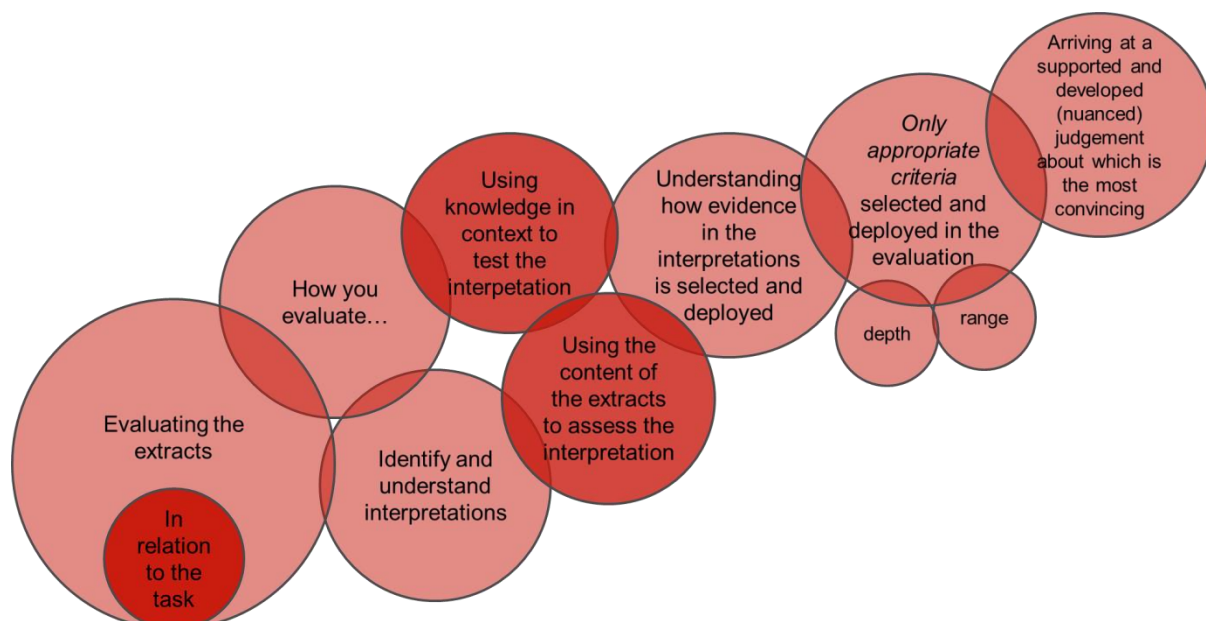 Evaluating the
extracts
In
relation
to the
task
How you
evaluate…
Identify and
understand
interpretations
Using
knowledge in
context to
test the
interpetation
Using the
content of
the extracts
to assess the
interpretation
Understanding
how evidence
in the
interpretations
is selected and
deployed
Only
appropriate
criteria
selected and
deployed in the
evaluation
depth
range
Arriving at a
supported and
developed
(nuanced)
judgement
about which is
the most
convincing